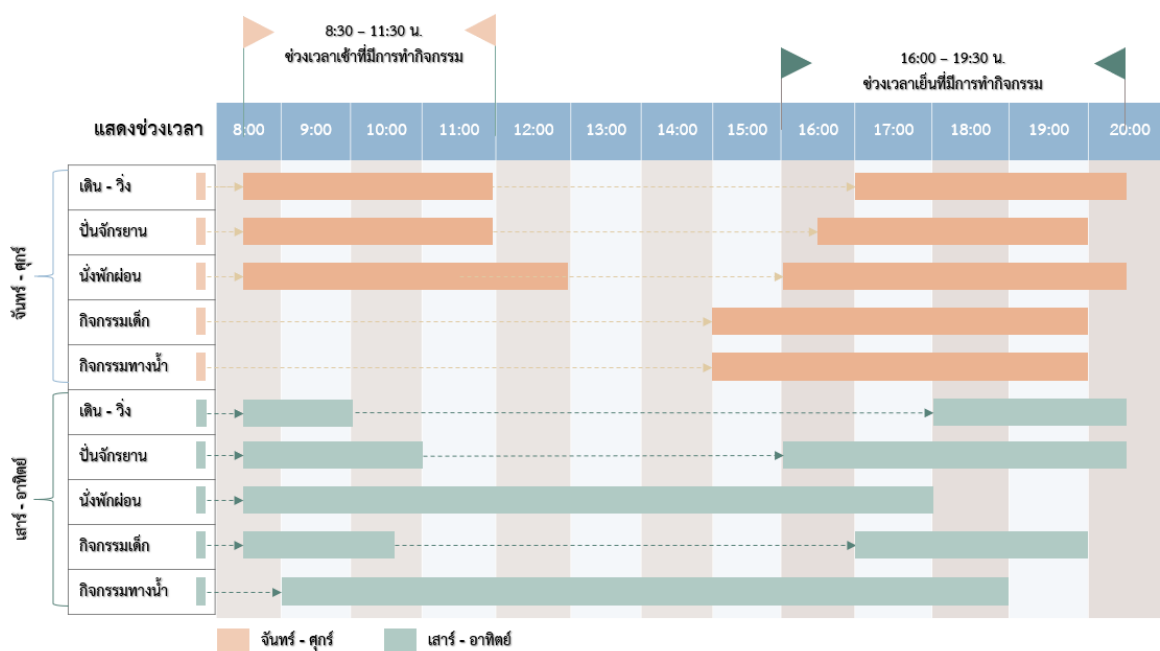 8:30 – 11:30 น.
ช่วงเวลาเช้าที่มีการทำกิจกรรม
16:00 – 19:30 น.
ช่วงเวลาเย็นที่มีการทำกิจกรรม
แสดงช่วงเวลา 8:00 9:00 10:00 11:00 12:00 13:00 14:00 15:00 16:00 17:00 18:00 19:00 20:00
จันทร์ - ศุกร์
เดิน - วิ่ง
ปั่นจักรยาน
นั่งพักผ่อน
กิจกรรมเด็ก
กิจกรรมทางน้ำ
เสาร์ - อาทิตย์
เดิน - วิ่ง
ปั่นจักรยาน
นั่งพักผ่อน
กิจกรรมเด็ก
กิจกรรมทางน้ำ
จันทร์ - ศุกร์ เสาร์ - อาทิตย์